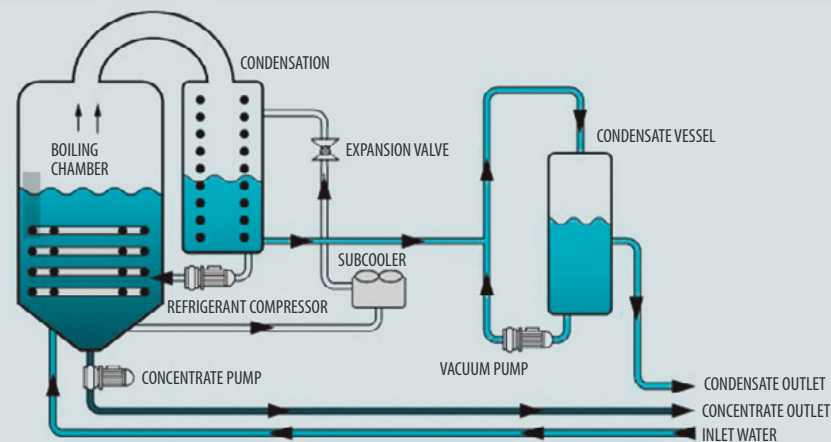 CONDENSATION
BOILING
CHAMBER
EXPANSION VALVE
CONDENSATE VESSEL
SUBCOOLER
REFRIGERANT COMPRESSOR
CONCENTRATE PUMP
VACUUM PUMP
CONDENSATE OUTLET
CONCENTRATE OUTLET
INLET WATER